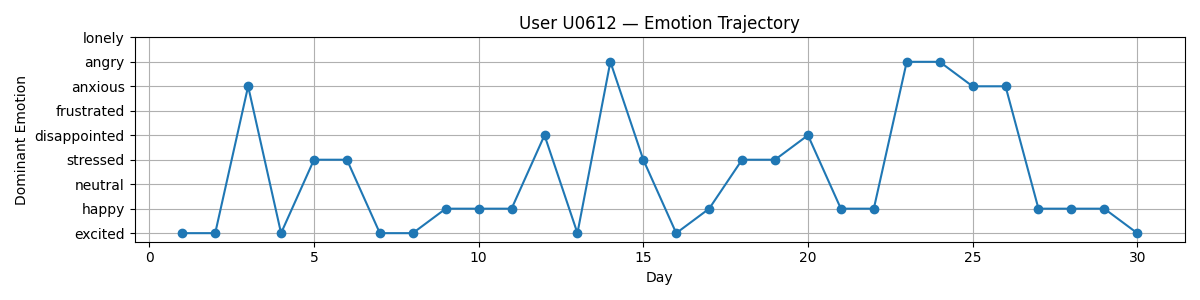 User U0612 — Emotion Trajectory
Dominant Emotion
lonely
angry
anxious
frustrated
disappointed
stressed
neutral
happy
excited
0 5 10 15 20 25 30
Day